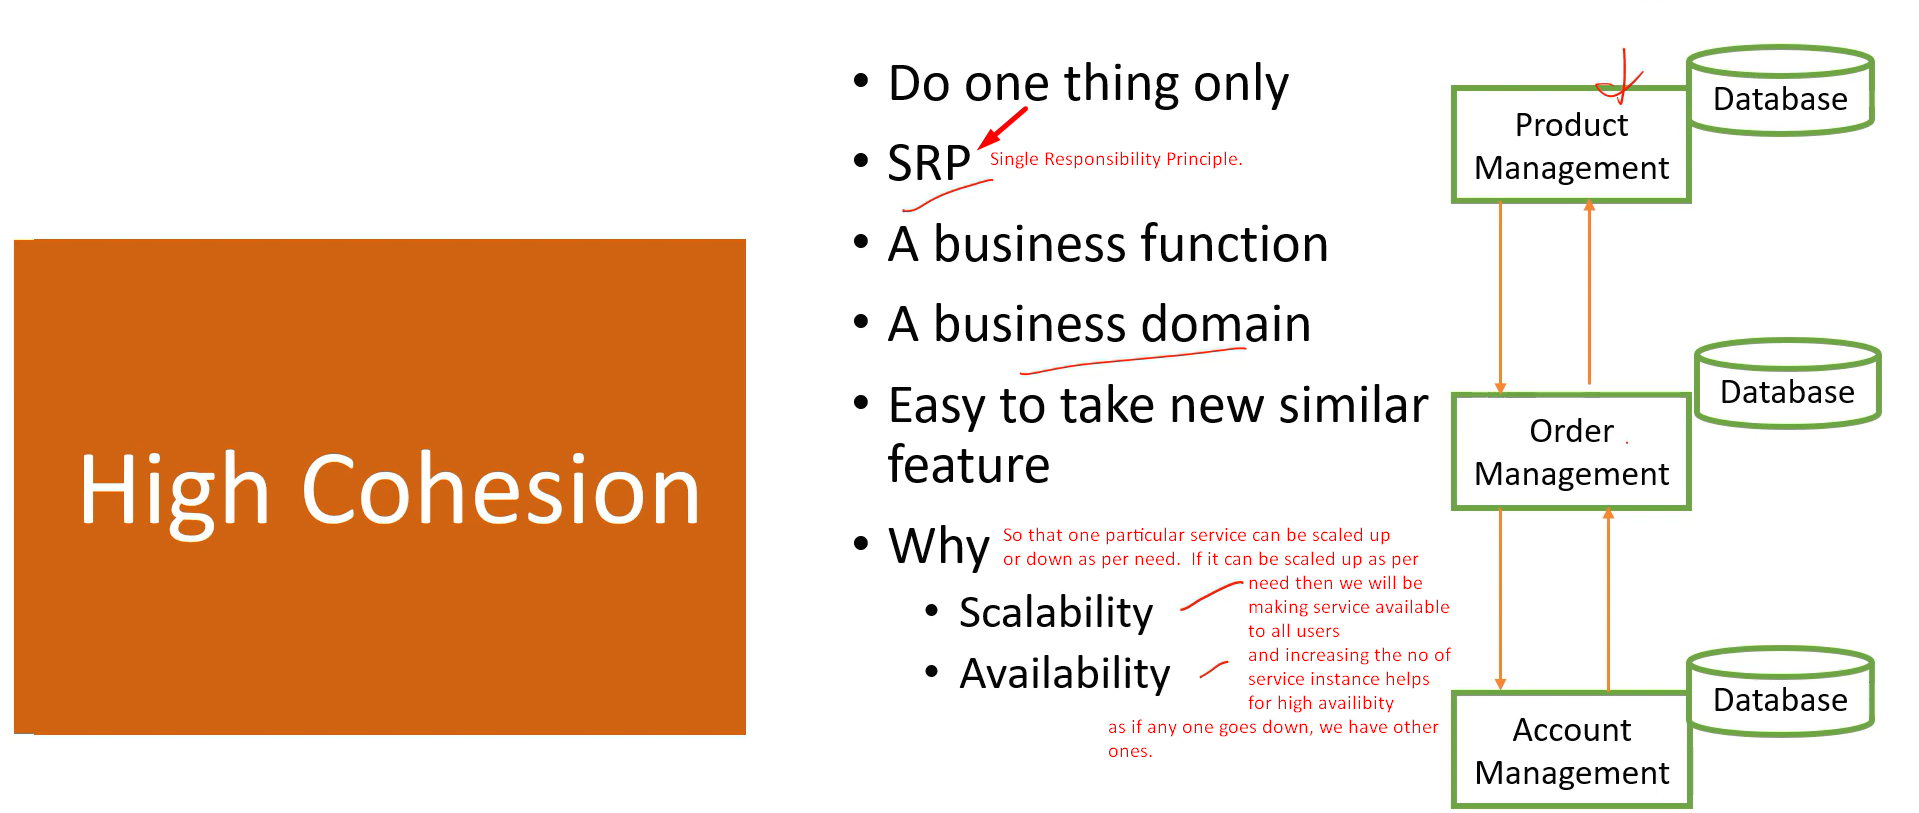 High Cohesion
• Do one thing only
• SRP
Single Responsibility Principle.
• A business function
• A business domain
• Easy to take new similar
feature
• Why
So that one particular service can be scaled up
or down as per need.  If it can be scaled up as per
need then we will be
making service available
to all users
and increasing the no of
service instance helps
for high availibity
as if any one goes down, we have other
ones.
• Scalability
• Availability
Product
Management
Database
Order
Management
Database
Account
Management
Database